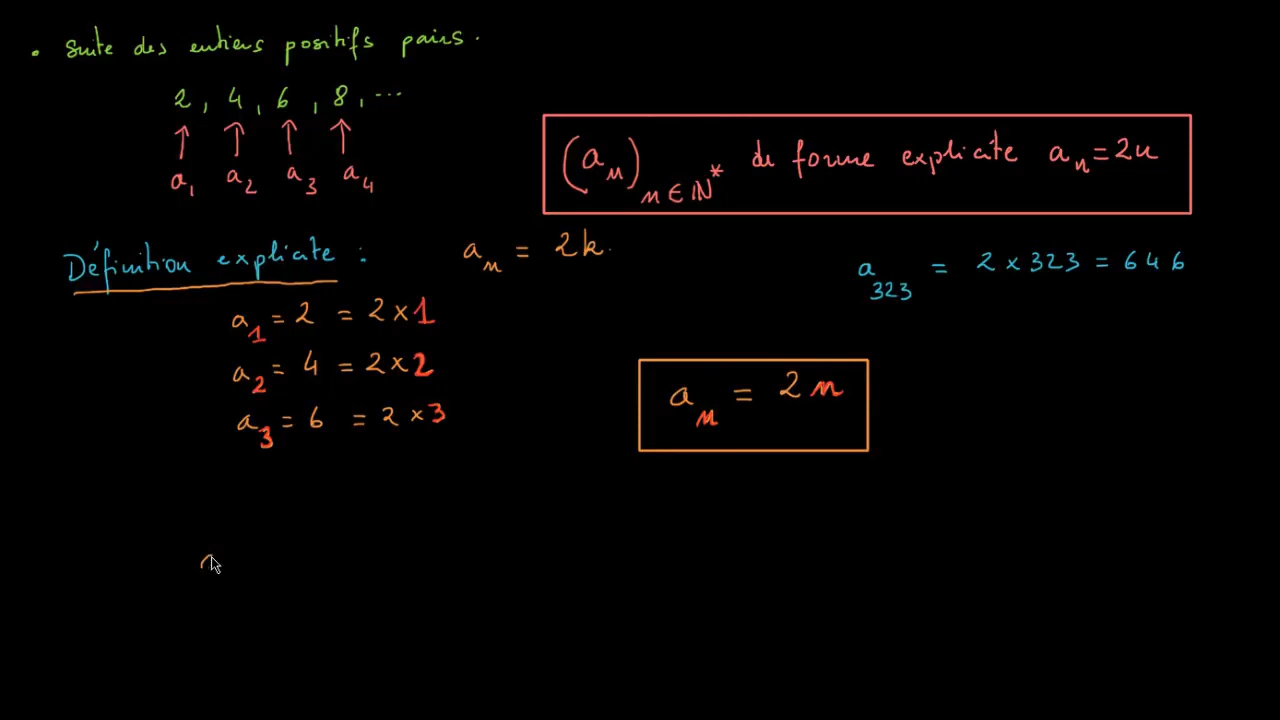 • Suite des entiers positifs pairs.
2 , 4 , 6 , 8 , ...
↑ ↑ ↑ ↑
a₁ a₂ a₃ a₄
(aₙ)ₙ∈ℕ* de forme explicite aₙ = 2n
Définition explicite :
aₙ = 2k.
a₃₂₃ = 2 × 323 = 646
a₁ = 2 = 2 × 1
a₂ = 4 = 2 × 2
a₃ = 6 = 2 × 3
aₙ = 2n